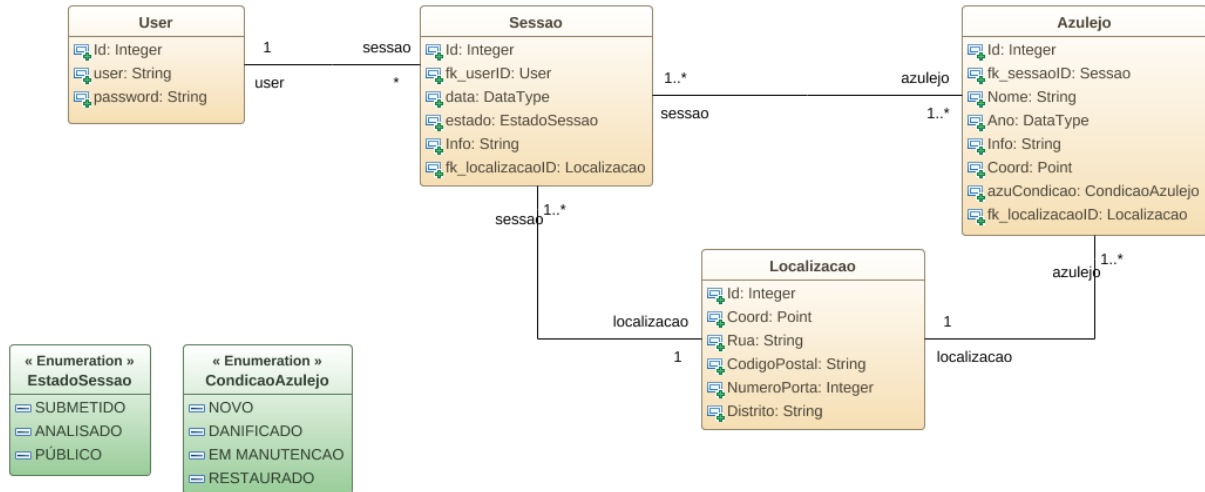 User
Id: Integer
user: String
password: String
1
user
sessao
*
Sessao
Id: Integer
fk_userID: User
data: DataType
estado: EstadoSessao
Info: String
fk_localizacaoID: Localizacao
1..*
sessao
azulejo
1..*
Azulejo
Id: Integer
fk_sessaoID: Sessao
Nome: String
Ano: DataType
Info: String
Coord: Point
azuCondicao: CondicaoAzulejo
fk_localizacaoID: Localizacao
sessao
1..*
localizacao
1
Localizacao
Id: Integer
Coord: Point
Rua: String
CodigoPostal: String
NumeroPorta: Integer
Distrito: String
1..*
azulejo
1
localizacao
« Enumeration »
EstadoSessao
SUBMETIDO
ANALISADO
PÚBLICO
« Enumeration »
CondicaoAzulejo
NOVO
DANIFICADO
EM MANUTENCAO
RESTAURADO